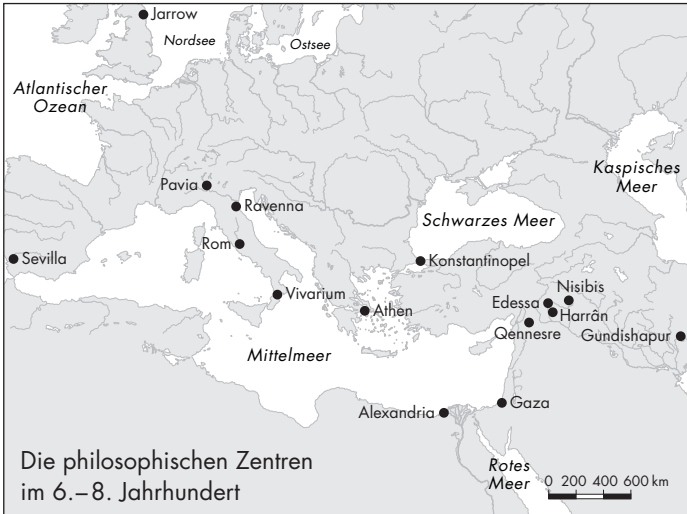 Jarrow
Nordsee
Ostsee
Atlantischer
Ozean
Kaspisches
Meer
Pavia
Ravenna
Schwarzes Meer
Rom
Sevilla
Konstantinopel
Vivarium
Athen
Nisibis
Edessa
Harrân
Qennesre
Gundishapur
Mittelmeer
Alexandria
Gaza
Die philosophischen Zentren
im 6.–8. Jahrhundert
Rotes
Meer
0 200 400 600 km